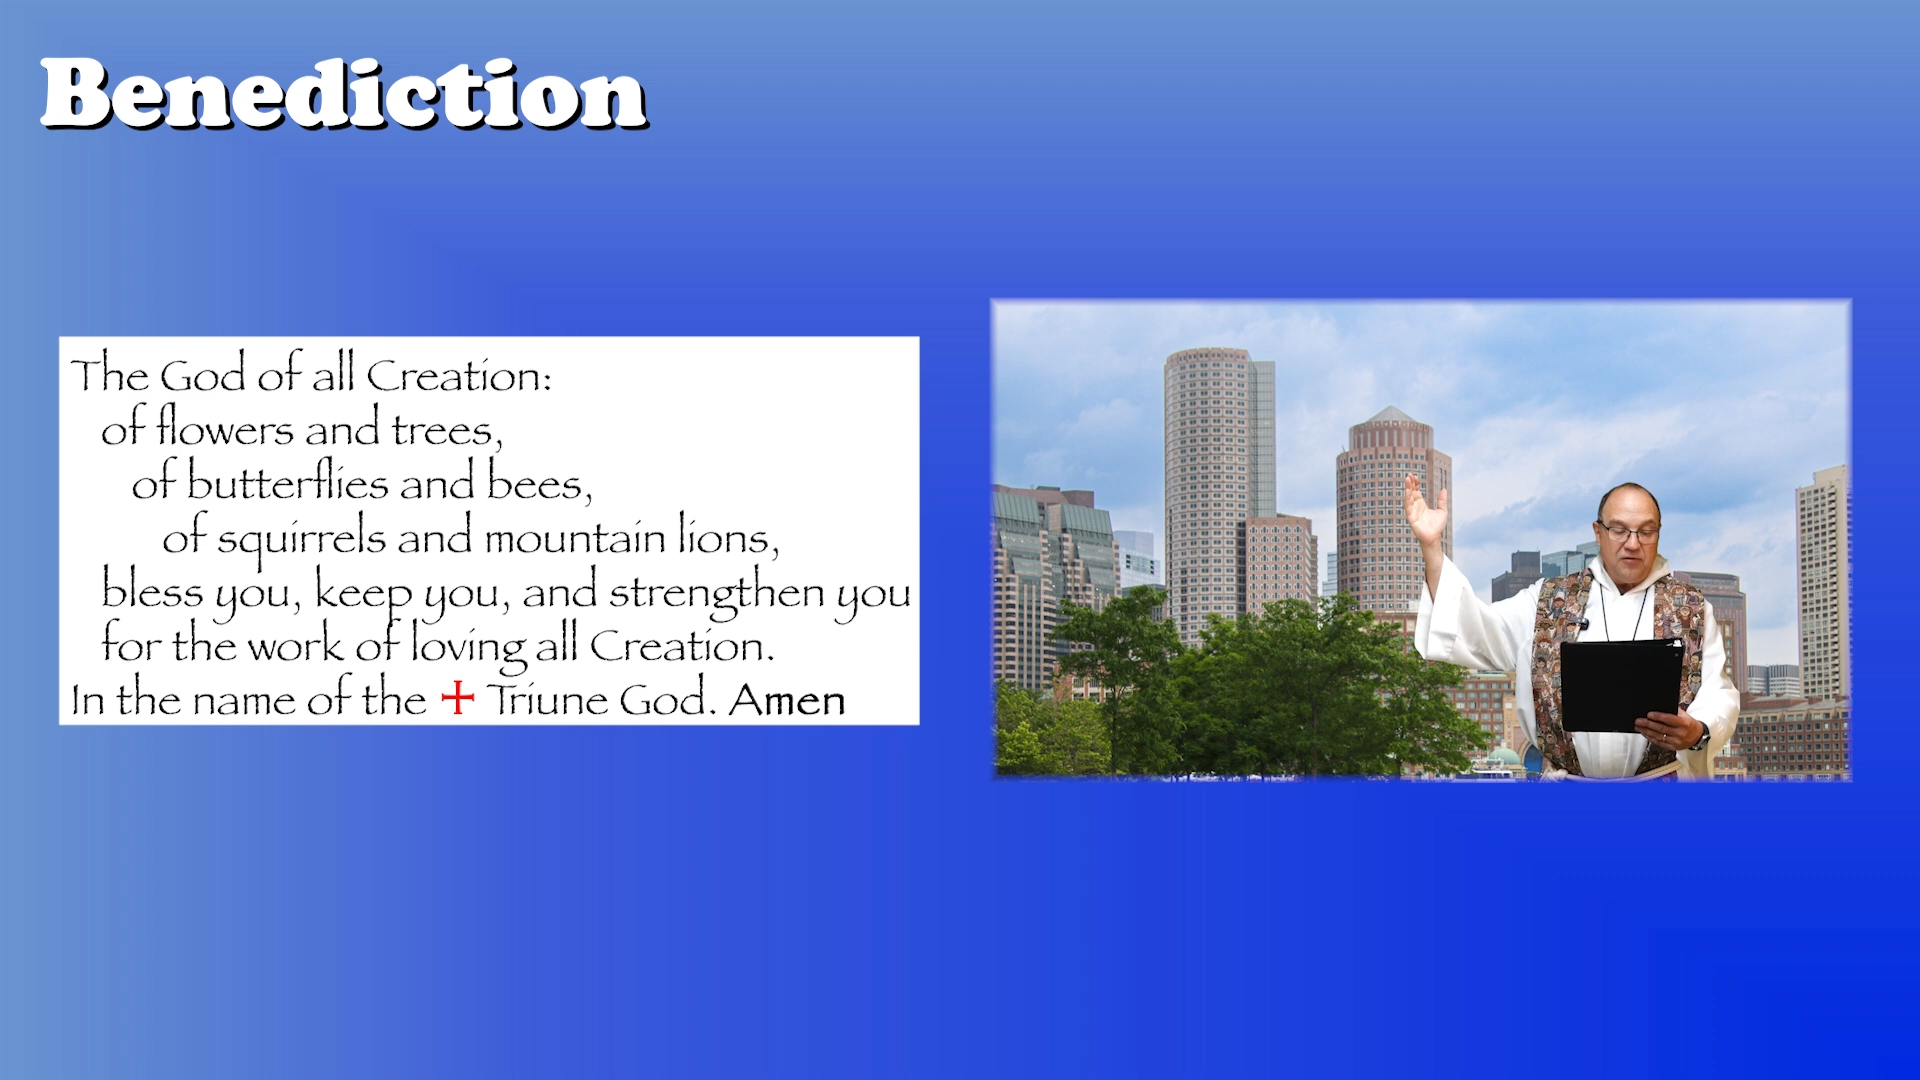 Benediction
The God of all Creation:
of flowers and trees,
of butterflies and bees,
of squirrels and mountain lions,
bless you, keep you, and strengthen you
for the work of loving all Creation.
In the name of the ☩ Triune God. Amen